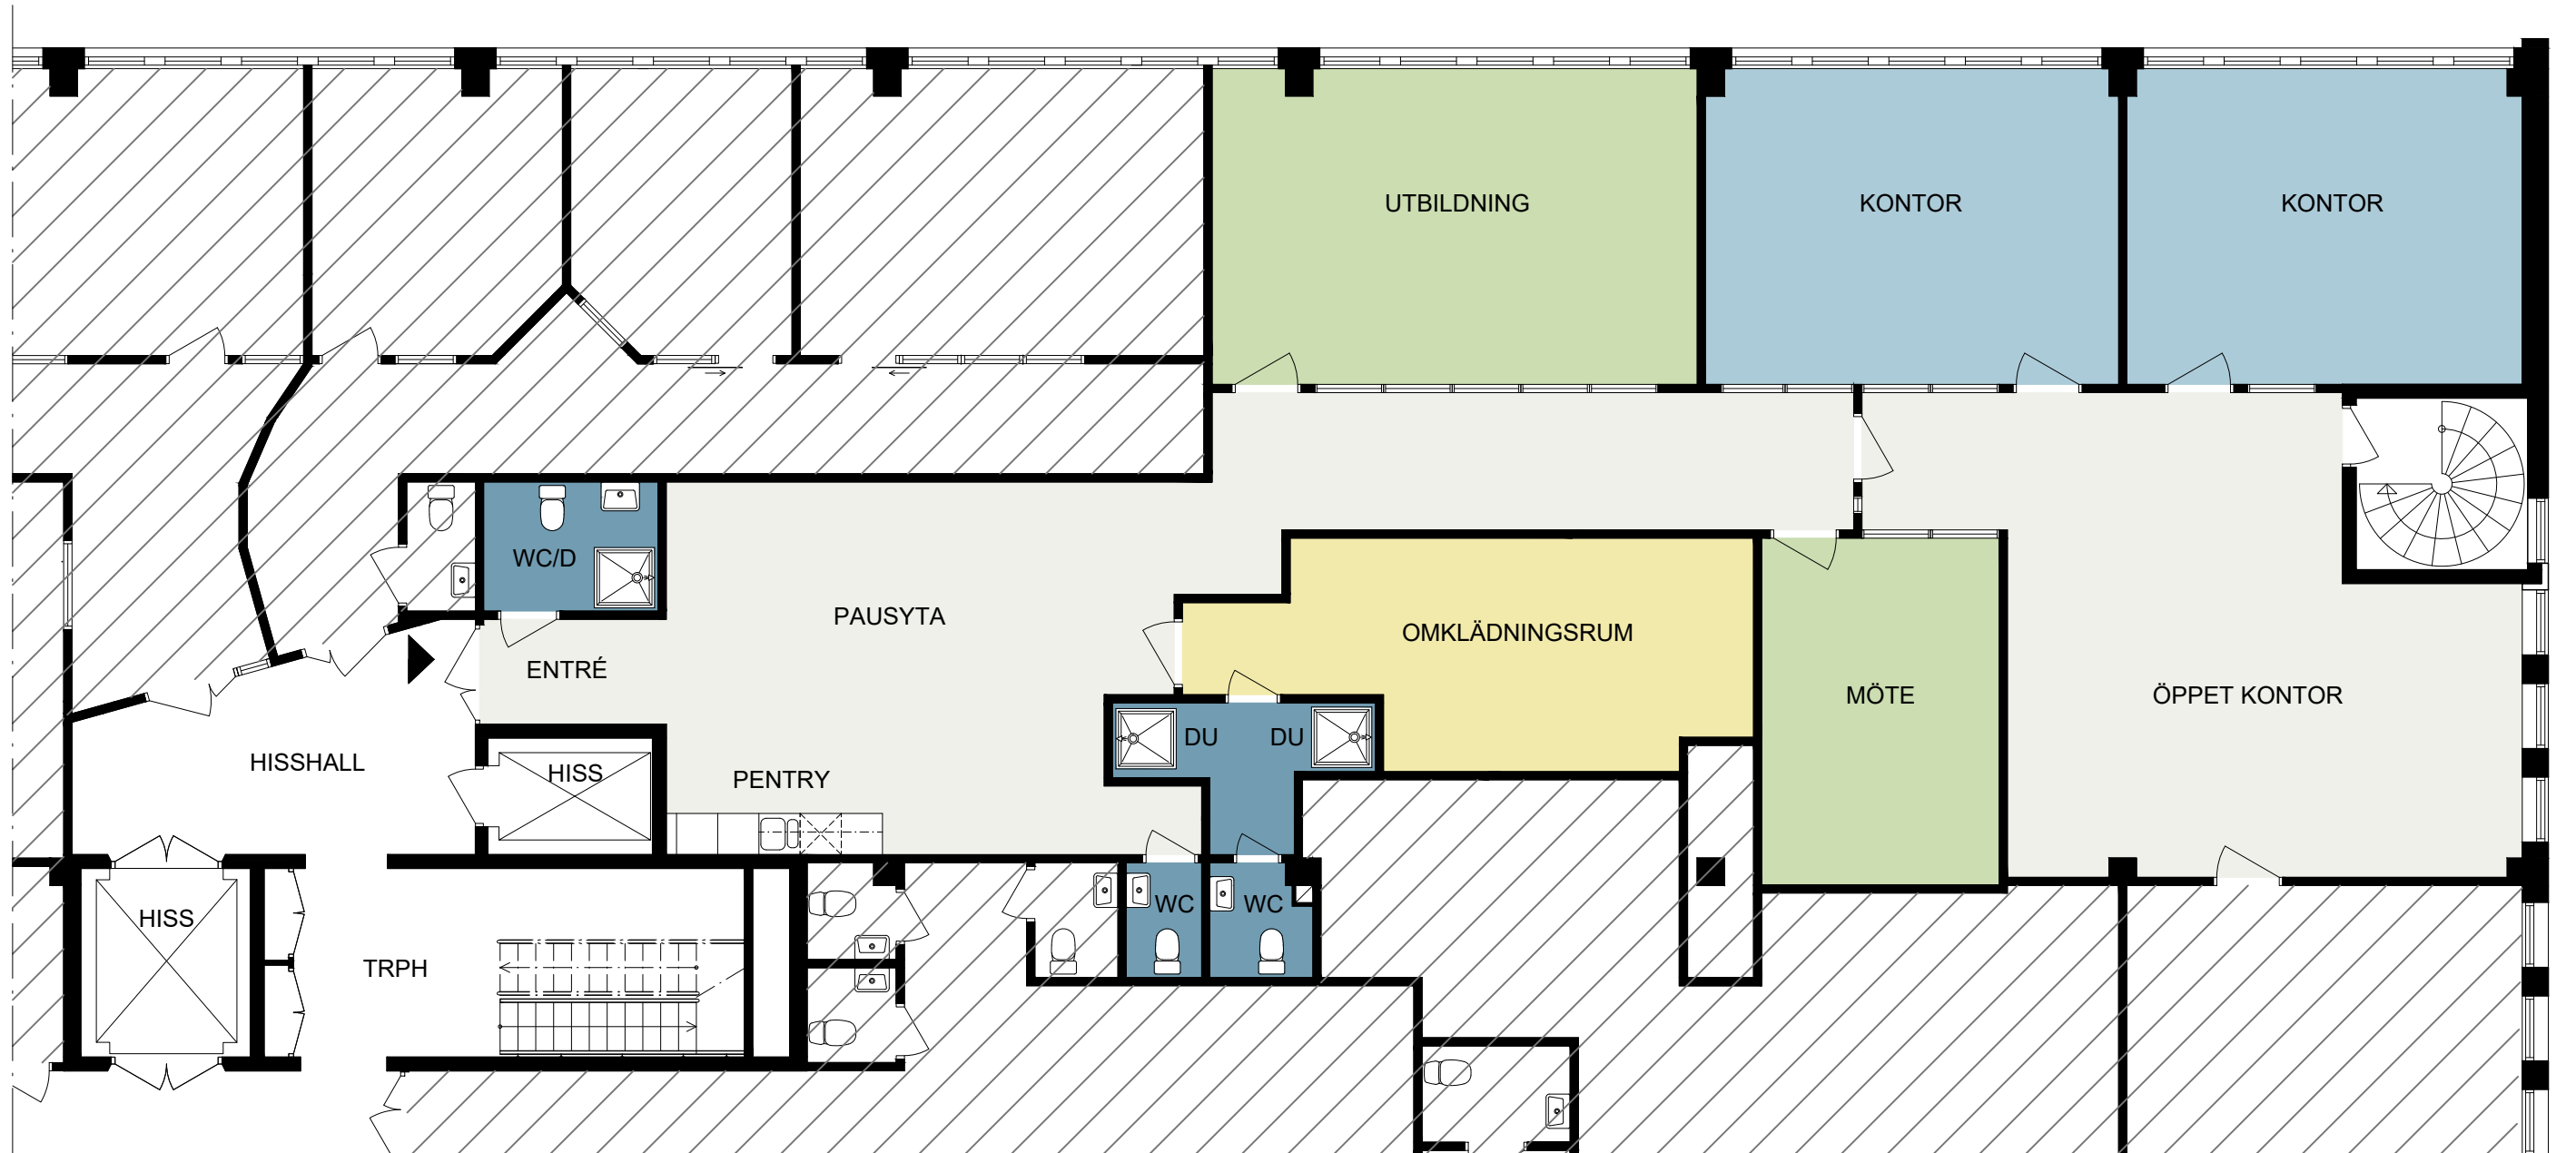 UTBILDNING
KONTOR
KONTOR
WC/D
PAUSYTA
OMKLÄDNINGSRUM
ENTRÉ
MÖTE
ÖPPET KONTOR
DU
DU
HISSHALL
HISS
PENTRY
WC
WC
HISS
TRPH